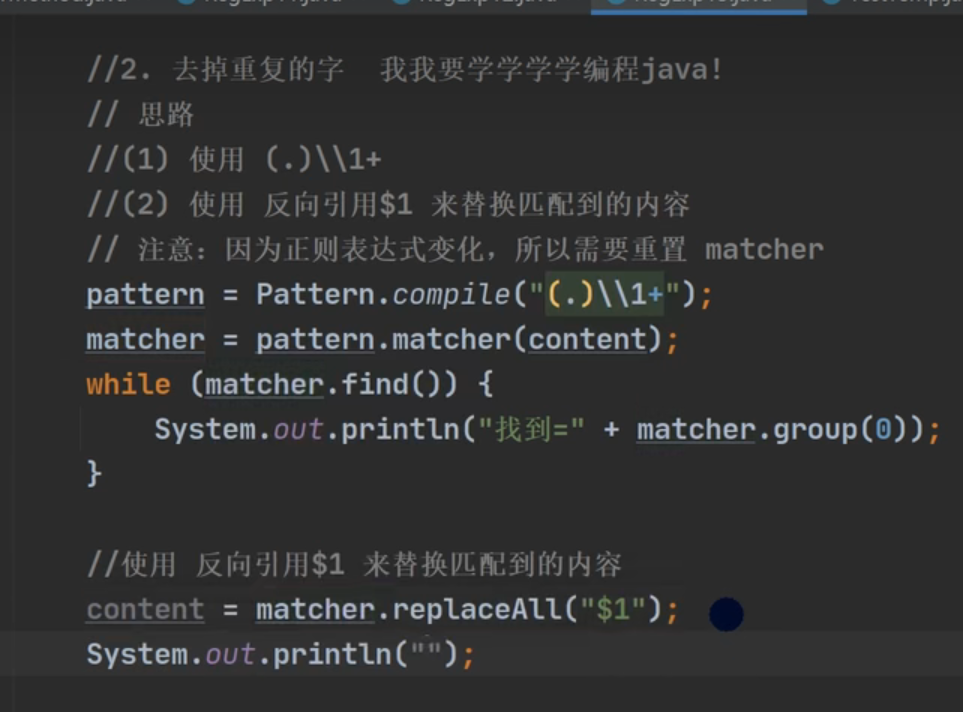 //2. 去掉重复的字  我我要学学学学编程java!
// 思路
//(1) 使用 (.)\\1+
//(2) 使用 反向引用$1 来替换匹配到的内容
// 注意: 因为正则表达式变化，所以需要重置 matcher
pattern = Pattern.compile("(.)\\1+");
matcher = pattern.matcher(content);
while (matcher.find()) {
    System.out.println("找到=" + matcher.group(0));
}
//使用 反向引用$1 来替换匹配到的内容
content = matcher.replaceAll("$1");
System.out.println("");